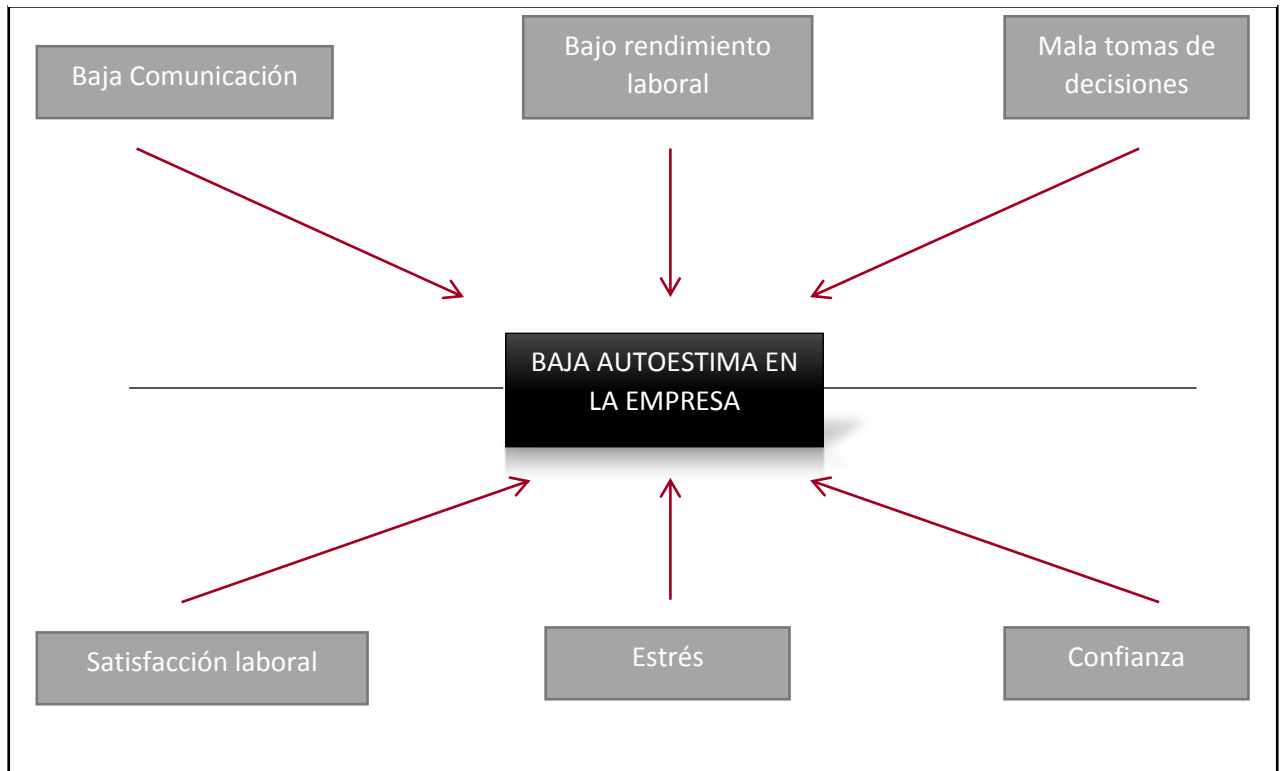 Baja Comunicación
Bajo rendimiento
laboral
Mala tomas de
decisiones
BAJA AUTOESTIMA EN
LA EMPRESA
Satisfacción laboral
Estrés
Confianza